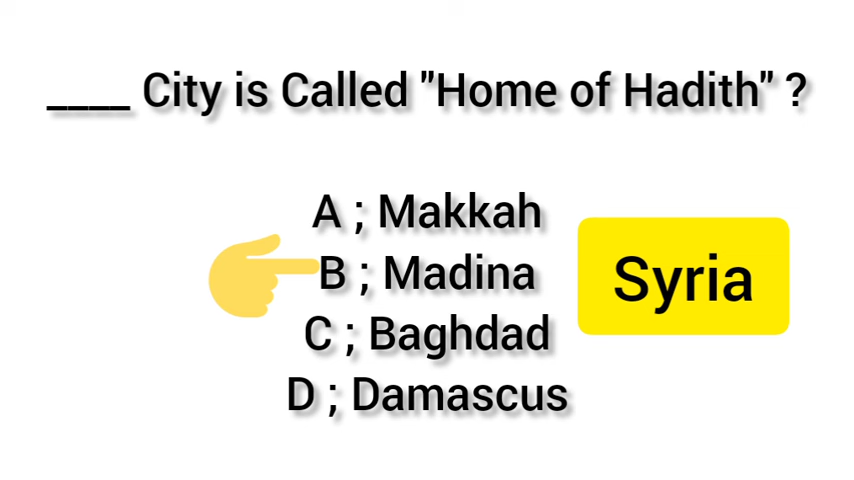 ____ City is Called "Home of Hadith" ?
A ; Makkah
B ; Madina
C ; Baghdad
D ; Damascus
Syria